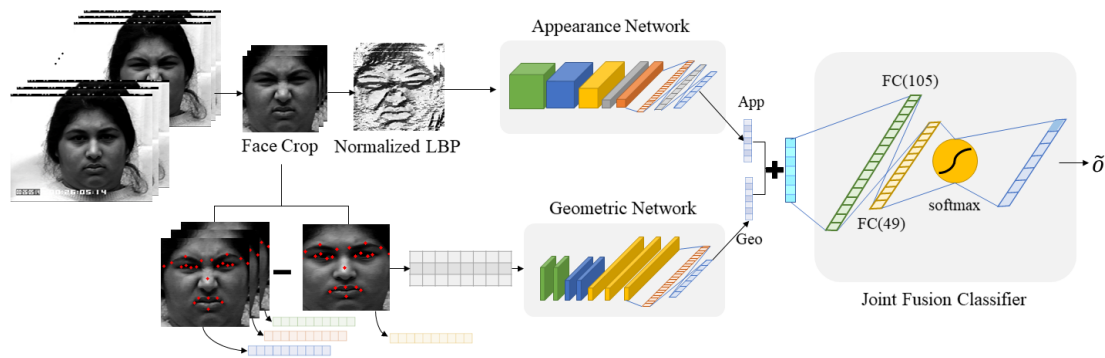 Appearance Network
Face Crop
Normalized LBP
App
FC(105)
FC(49)
softmax
õ
Joint Fusion Classifier
Geometric Network
Geo